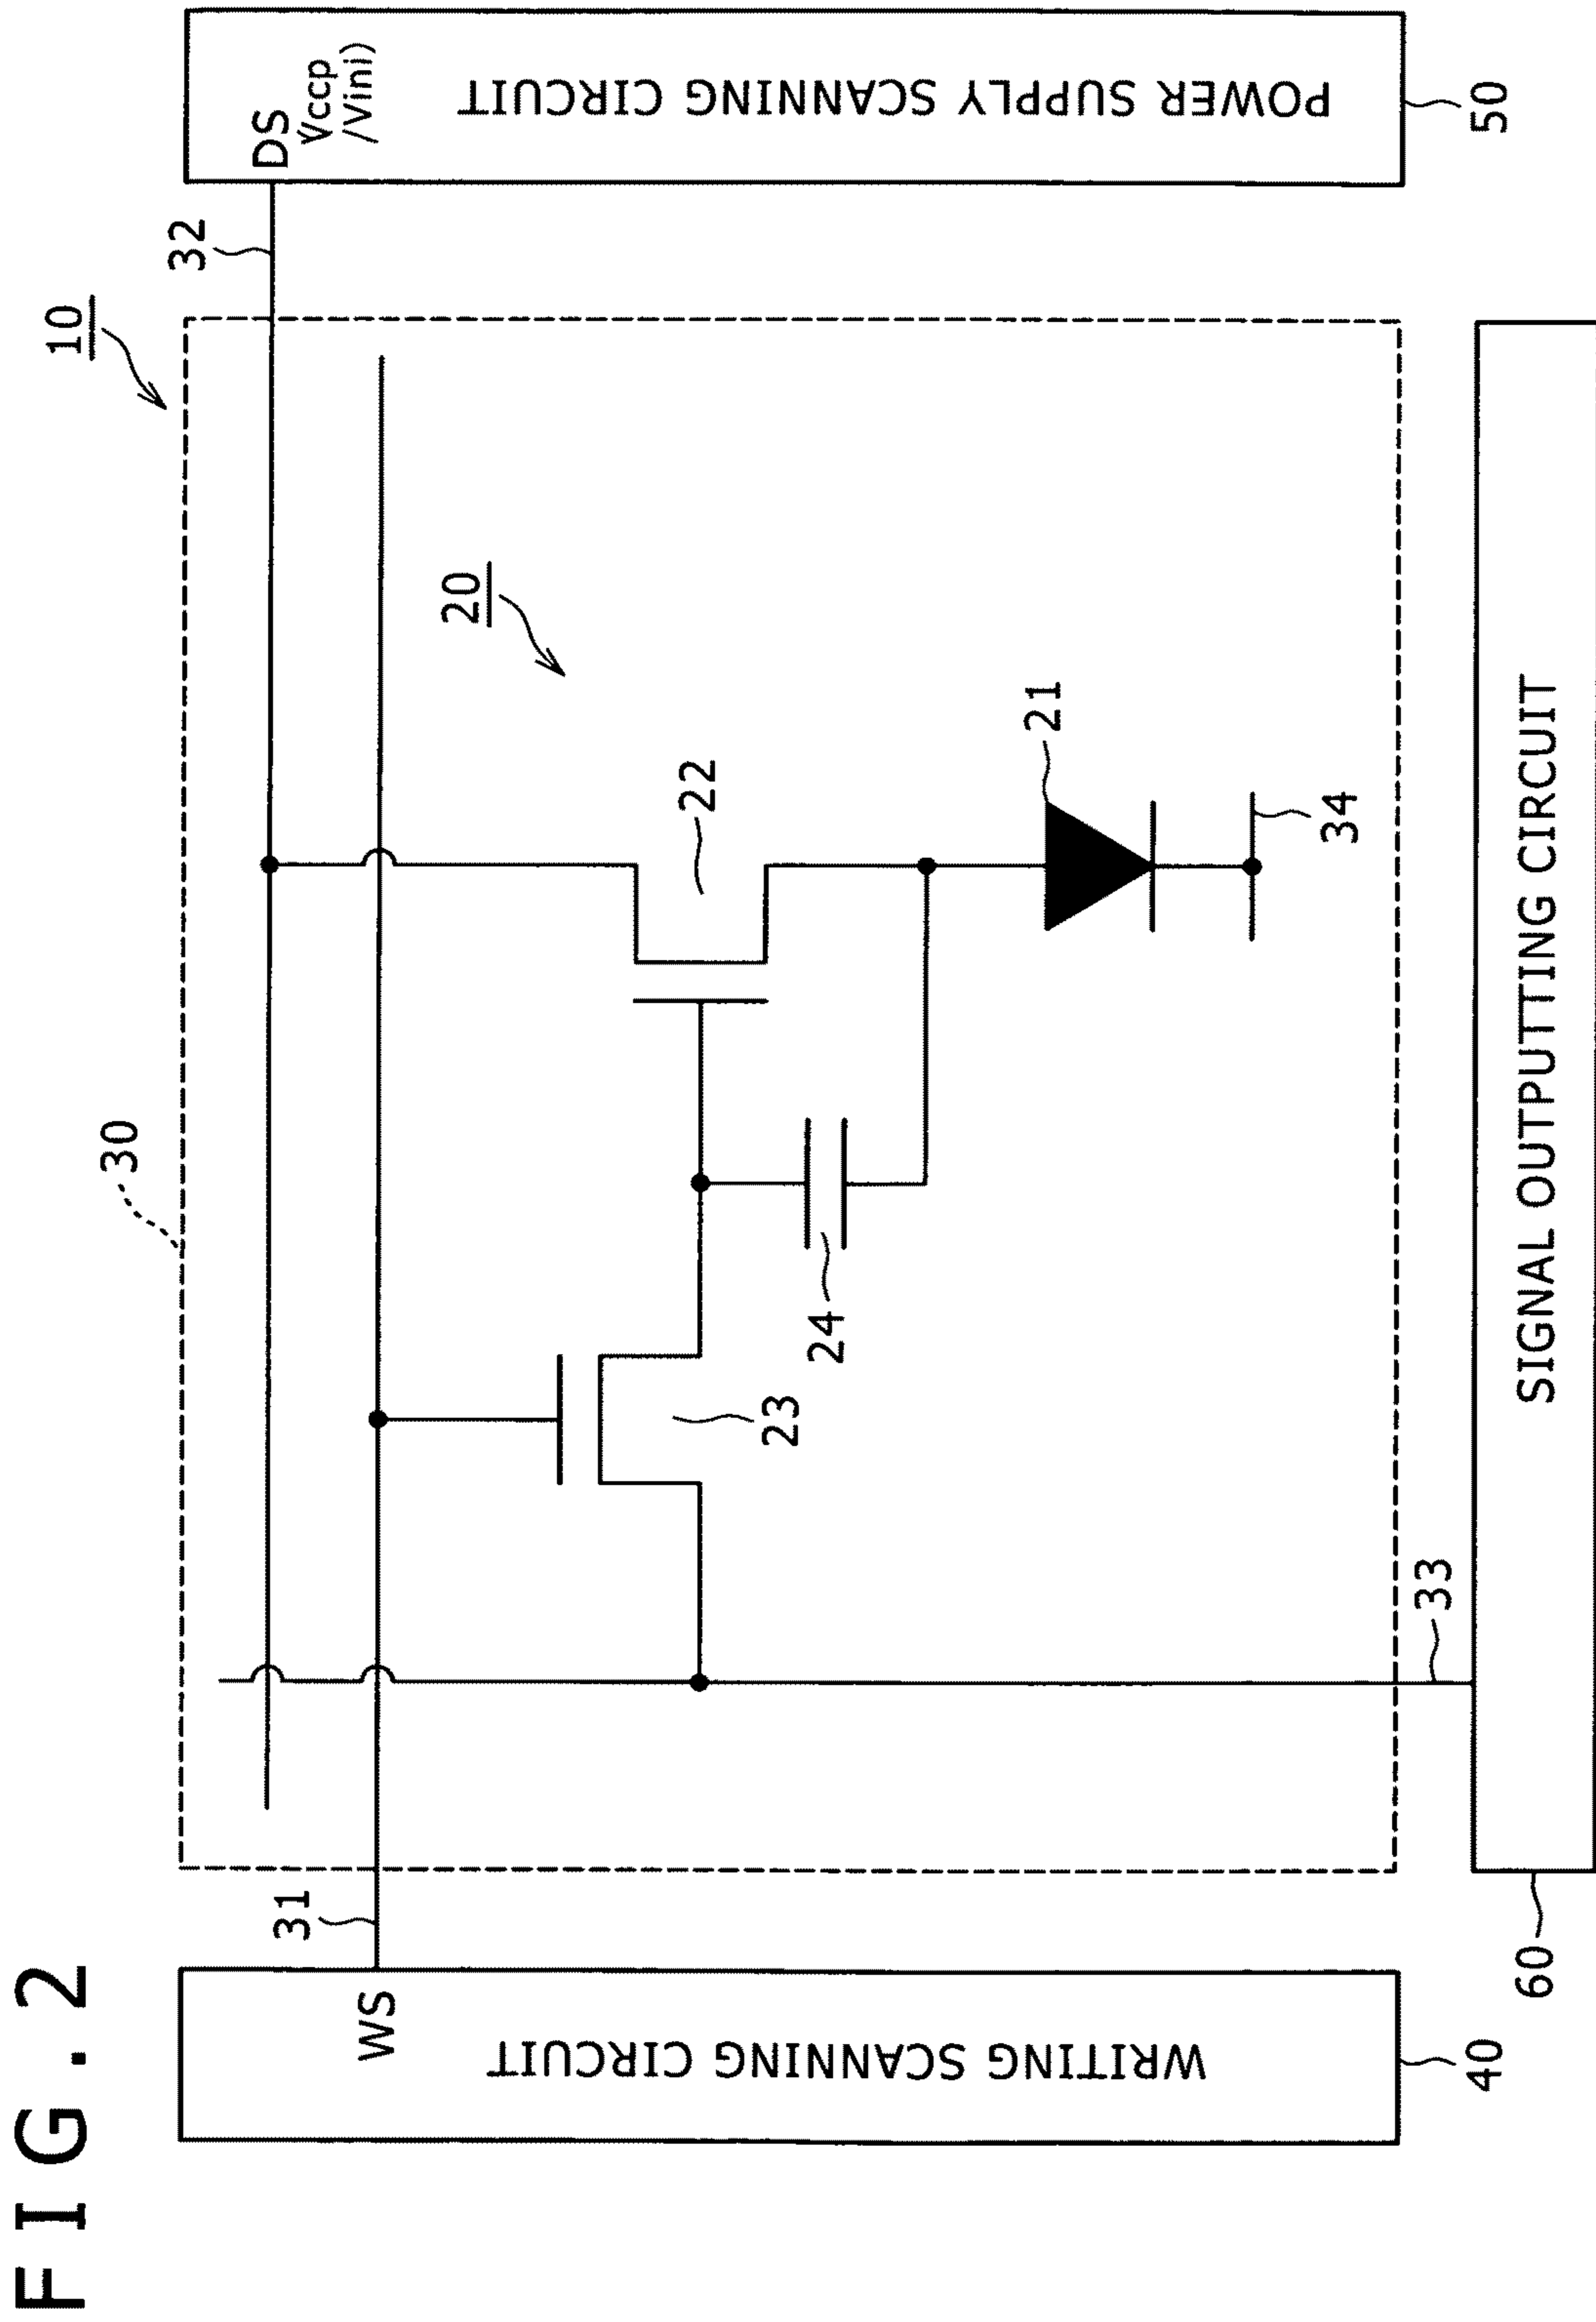 FIG. 2
10
30
32
DS
(Vccp
/Vini)
31
WS
20
22
21
23
24
34
33
WRITING SCANNING CIRCUIT
POWER SUPPLY SCANNING CIRCUIT
40
50
SIGNAL OUTPUTTING CIRCUIT
60